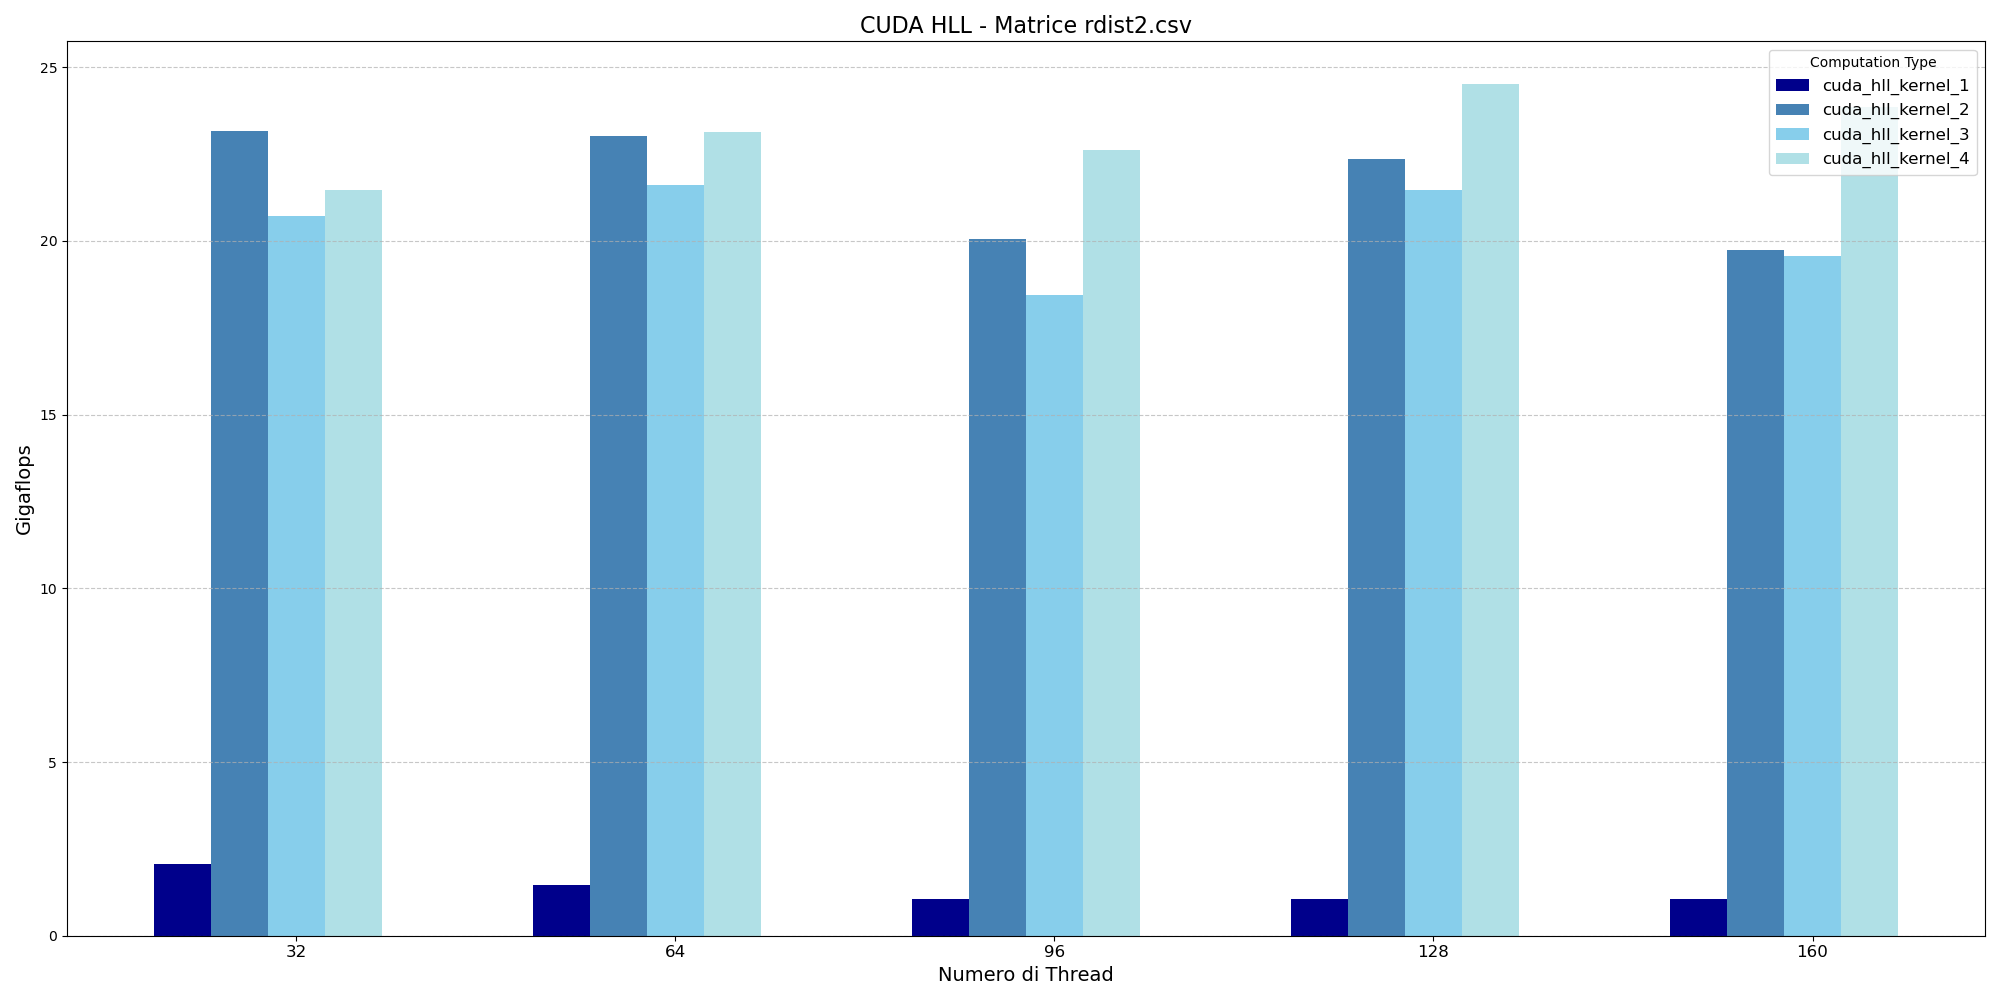 CUDA HLL - Matrice rdist2.csv
Computation Type
cuda_hll_kernel_1
cuda_hll_kernel_2
cuda_hll_kernel_3
cuda_hll_kernel_4
Gigaflops
25
20
15
10
5
0
32 64 96 128 160
Numero di Thread